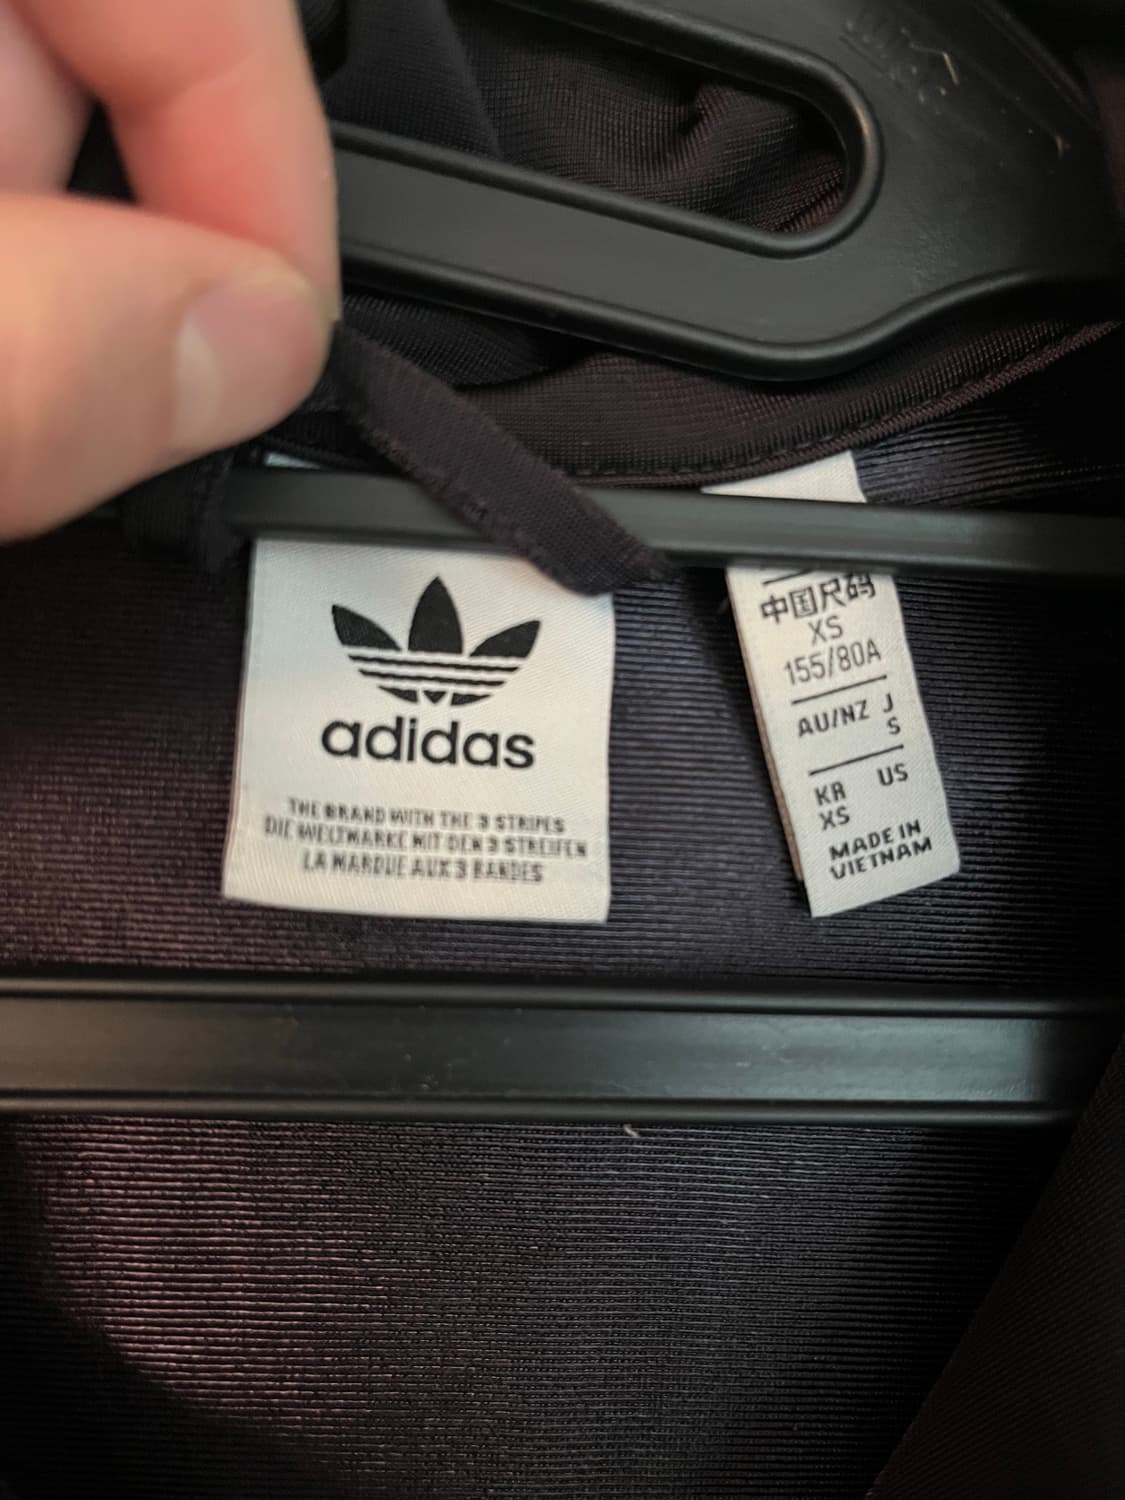 adidas
THE BRAND WITH THE 3 STRIPES
DIE WELTMARKE MIT DEN 3 STREIFEN
LA MARQUE AUX 3 BANDES
中国尺码
XS
155/80A
AU/NZ J
S
KR US
XS
MADE IN
VIETNAM